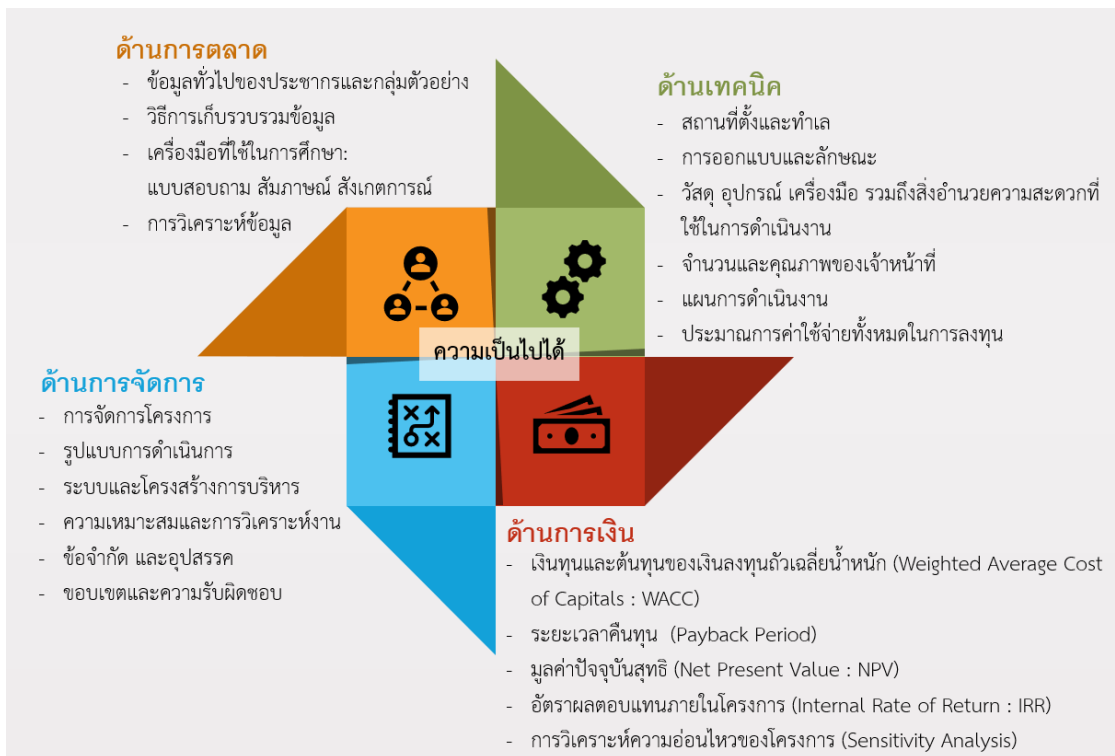 ด้านการตลาด
- ข้อมูลทั่วไปของประชากรและกลุ่มตัวอย่าง
- วิธีการเก็บรวบรวมข้อมูล
- เครื่องมือที่ใช้ในการศึกษา:
แบบสอบถาม สัมภาษณ์ สังเกตการณ์
- การวิเคราะห์ข้อมูล
ด้านเทคนิค
- สถานที่ตั้งและทำเล
- การออกแบบและลักษณะ
- วัสดุ อุปกรณ์ เครื่องมือ รวมถึงสิ่งอำนวยความสะดวกที่
ใช้ในการดำเนินงาน
- จำนวนและคุณภาพของเจ้าหน้าที่
- แผนการดำเนินงาน
- ประมาณการค่าใช้จ่ายทั้งหมดในการลงทุน
ความเป็นไปได้
ด้านการจัดการ
- การจัดการโครงการ
- รูปแบบการดำเนินการ
- ระบบและโครงสร้างการบริหาร
- ความเหมาะสมและการวิเคราะห์งาน
- ข้อจำกัด และอุปสรรค
- ขอบเขตและความรับผิดชอบ
ด้านการเงิน
- เงินทุนและต้นทุนของเงินลงทุนถัวเฉลี่ยน้ำหนัก (Weighted Average Cost
of Capitals : WACC)
- ระยะเวลาคืนทุน (Payback Period)
- มูลค่าปัจจุบันสุทธิ (Net Present Value : NPV)
- อัตราผลตอบแทนภายในโครงการ (Internal Rate of Return : IRR)
- การวิเคราะห์ความอ่อนไหวของโครงการ (Sensitivity Analysis)